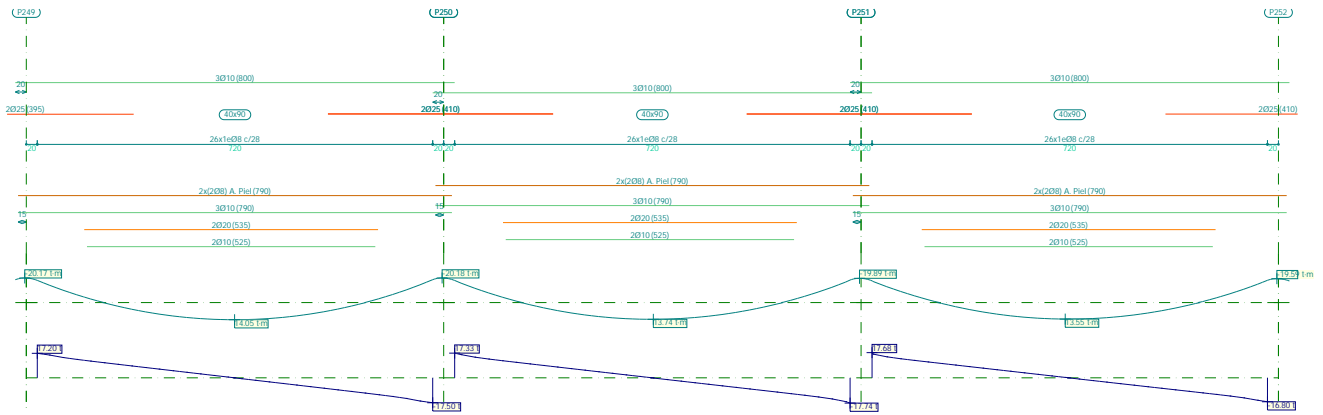 P249 P250 P251 P252
3Ø10 (800) 3Ø10 (800)
20 20
3Ø10 (800)
20
2Ø25 (395) 40x90 2Ø25 (410) 40x90 2Ø25 (410) 40x90 2Ø25 (410)
26x1eØ8 c/28 26x1eØ8 c/28 26x1eØ8 c/28
20 720 20 20 720 20 20 720 20
2x(2Ø8) A. Piel (790)
2x(2Ø8) A. Piel (790) 2x(2Ø8) A. Piel (790)
3Ø10 (790)
15 3Ø10 (790) 15 15 3Ø10 (790)
2Ø20 (535)
2Ø20 (535) 2Ø20 (535)
2Ø10 (525)
2Ø10 (525) 2Ø10 (525)
-20.17 t·m -20.18 t·m -19.89 t·m -19.59 t·m
14.05 t·m 13.74 t·m 13.55 t·m
17.20 t 17.33 t 17.68 t
-17.50 t -17.74 t -16.80 t